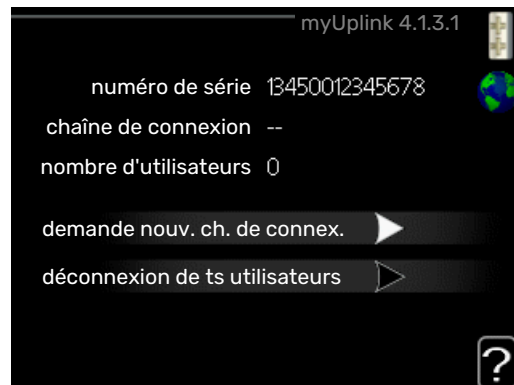 myUplink 4.1.3.1
numéro de série 13450012345678
chaîne de connexion --
nombre d'utilisateurs 0
demande nouv. ch. de connex.
déconnexion de ts utilisateurs
?